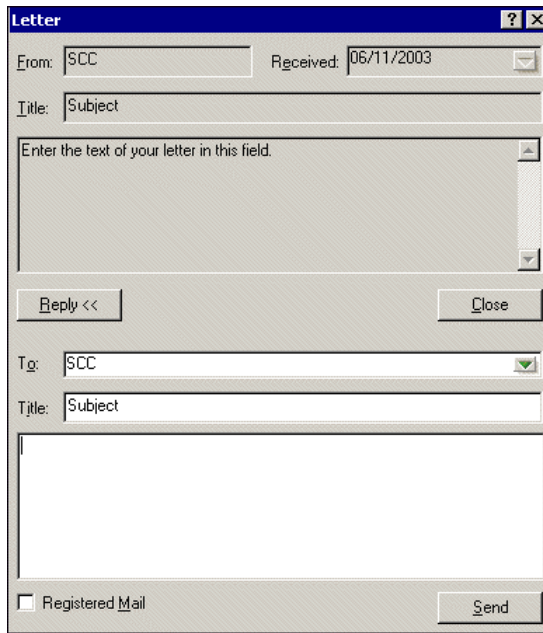 Letter
From: SCC Received: 06/11/2003
Title: Subject
Enter the text of your letter in this field.
Reply << Close
To: SCC
Title: Subject
Registered Mail Send